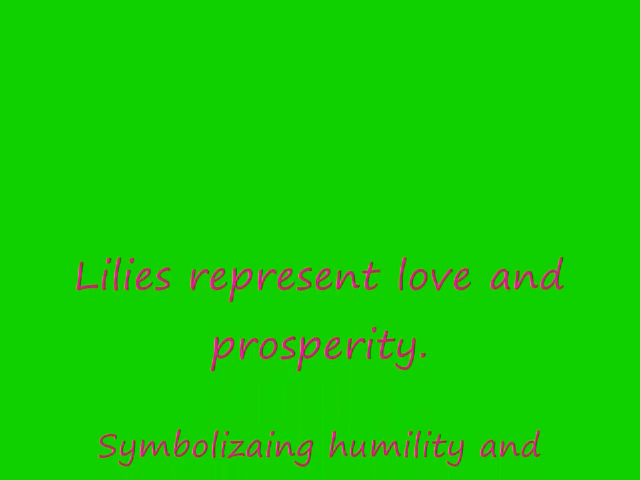 Lilies represent love and
prosperity.
Symbolizaing humility and